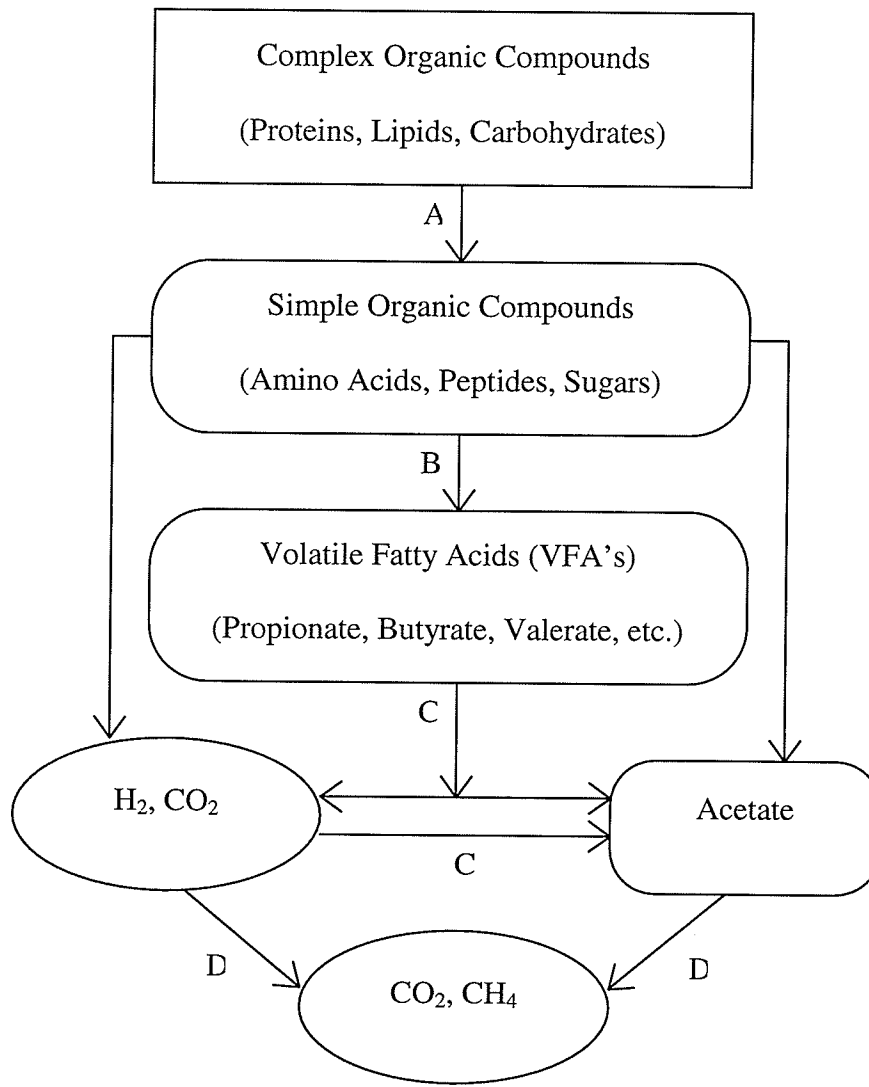 Complex Organic Compounds
(Proteins, Lipids, Carbohydrates)
A
Simple Organic Compounds
(Amino Acids, Peptides, Sugars)
B
Volatile Fatty Acids (VFA's)
(Propionate, Butyrate, Valerate, etc.)
C
H₂, CO₂
Acetate
C
D
D
CO₂, CH₄